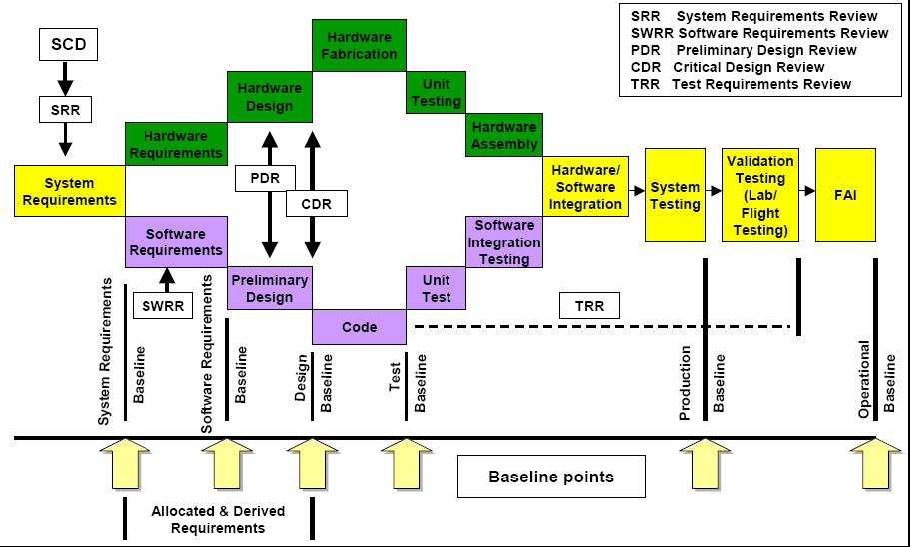 SCD
SRR
System
Requirements
Hardware
Requirements
Hardware
Design
Hardware
Fabrication
Unit
Testing
Hardware
Assembly
SRR System Requirements Review
SWRR Software Requirements Review
PDR Preliminary Design Review
CDR Critical Design Review
TRR Test Requirements Review
PDR
CDR
Software
Requirements
SWRR
Preliminary
Design
Code
Unit
Test
Software
Integration
Testing
Hardware/
Software
Integration
System
Testing
Validation
Testing
(Lab/
Flight
Testing)
FAI
TRR
System Requirements
Baseline
Software Requirements
Baseline
Design
Baseline
Test
Baseline
Production
Baseline
Operational
Baseline
Baseline points
Allocated & Derived
Requirements